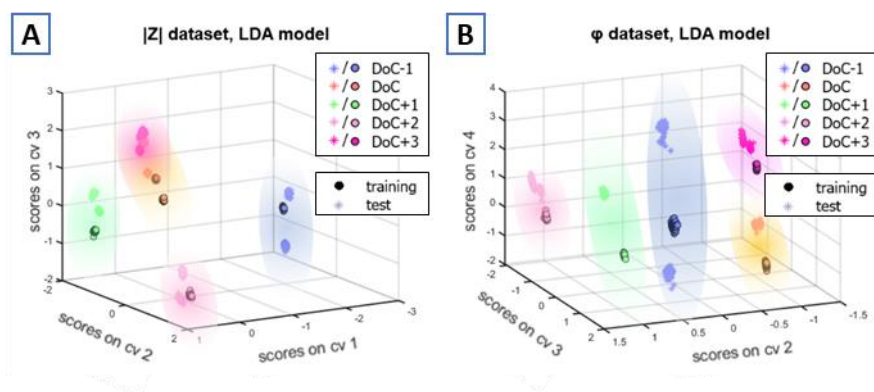 A
|Z| dataset, LDA model
/ DoC-1
/ DoC
/ DoC+1
/ DoC+2
/ DoC+3
training
test
scores on cv 3
3
2
1
0
-1
-2
-2
0
2
scores on cv 2
1
0
-1
-2
-3
scores on cv 1
B
φ dataset, LDA model
/ DoC-1
/ DoC
/ DoC+1
/ DoC+2
/ DoC+3
training
test
scores on cv 4
4
3
2
1
0
-1
-2
-2
-1
0
1
2
scores on cv 3
1.5
1
0.5
0
-0.5
-1
-1.5
scores on cv 2